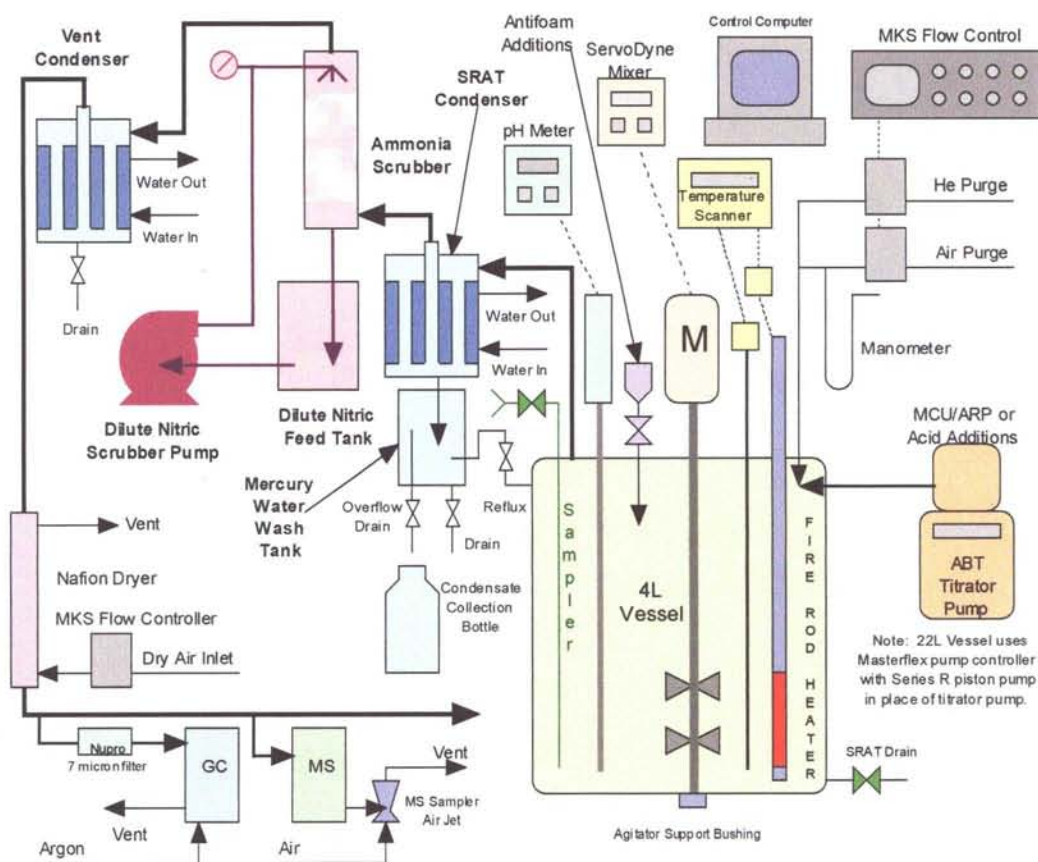 Vent
Condenser
Antifoam
Additions
ServoDyne
Mixer
Control Computer
MKS Flow Control
SRAT
Condenser
pH Meter
Ammonia
Scrubber
Water Out
Water In
Drain
Temperature
Scanner
He Purge
Air Purge
Manometer
Water Out
Water In
M
Dilute Nitric
Scrubber Pump
Dilute Nitric
Feed Tank
MCU/ARP or
Acid Additions
Mercury
Water
Wash
Tank
Overflow
Drain
Drain
Reflux
Sampler
4L
Vessel
FIRE ROD HEATER
ABT
Titrator
Pump
Vent
Nafion Dryer
MKS Flow Controller
Dry Air Inlet
Condensate
Collection
Bottle
Note: 22L Vessel uses
Masterflex pump controller
with Series R piston pump
in place of titrator pump.
Nupro
7 micron filter
GC
MS
Vent
MS Sampler
Air Jet
SRAT Drain
Vent
Argon
Air
Agitator Support Bushing